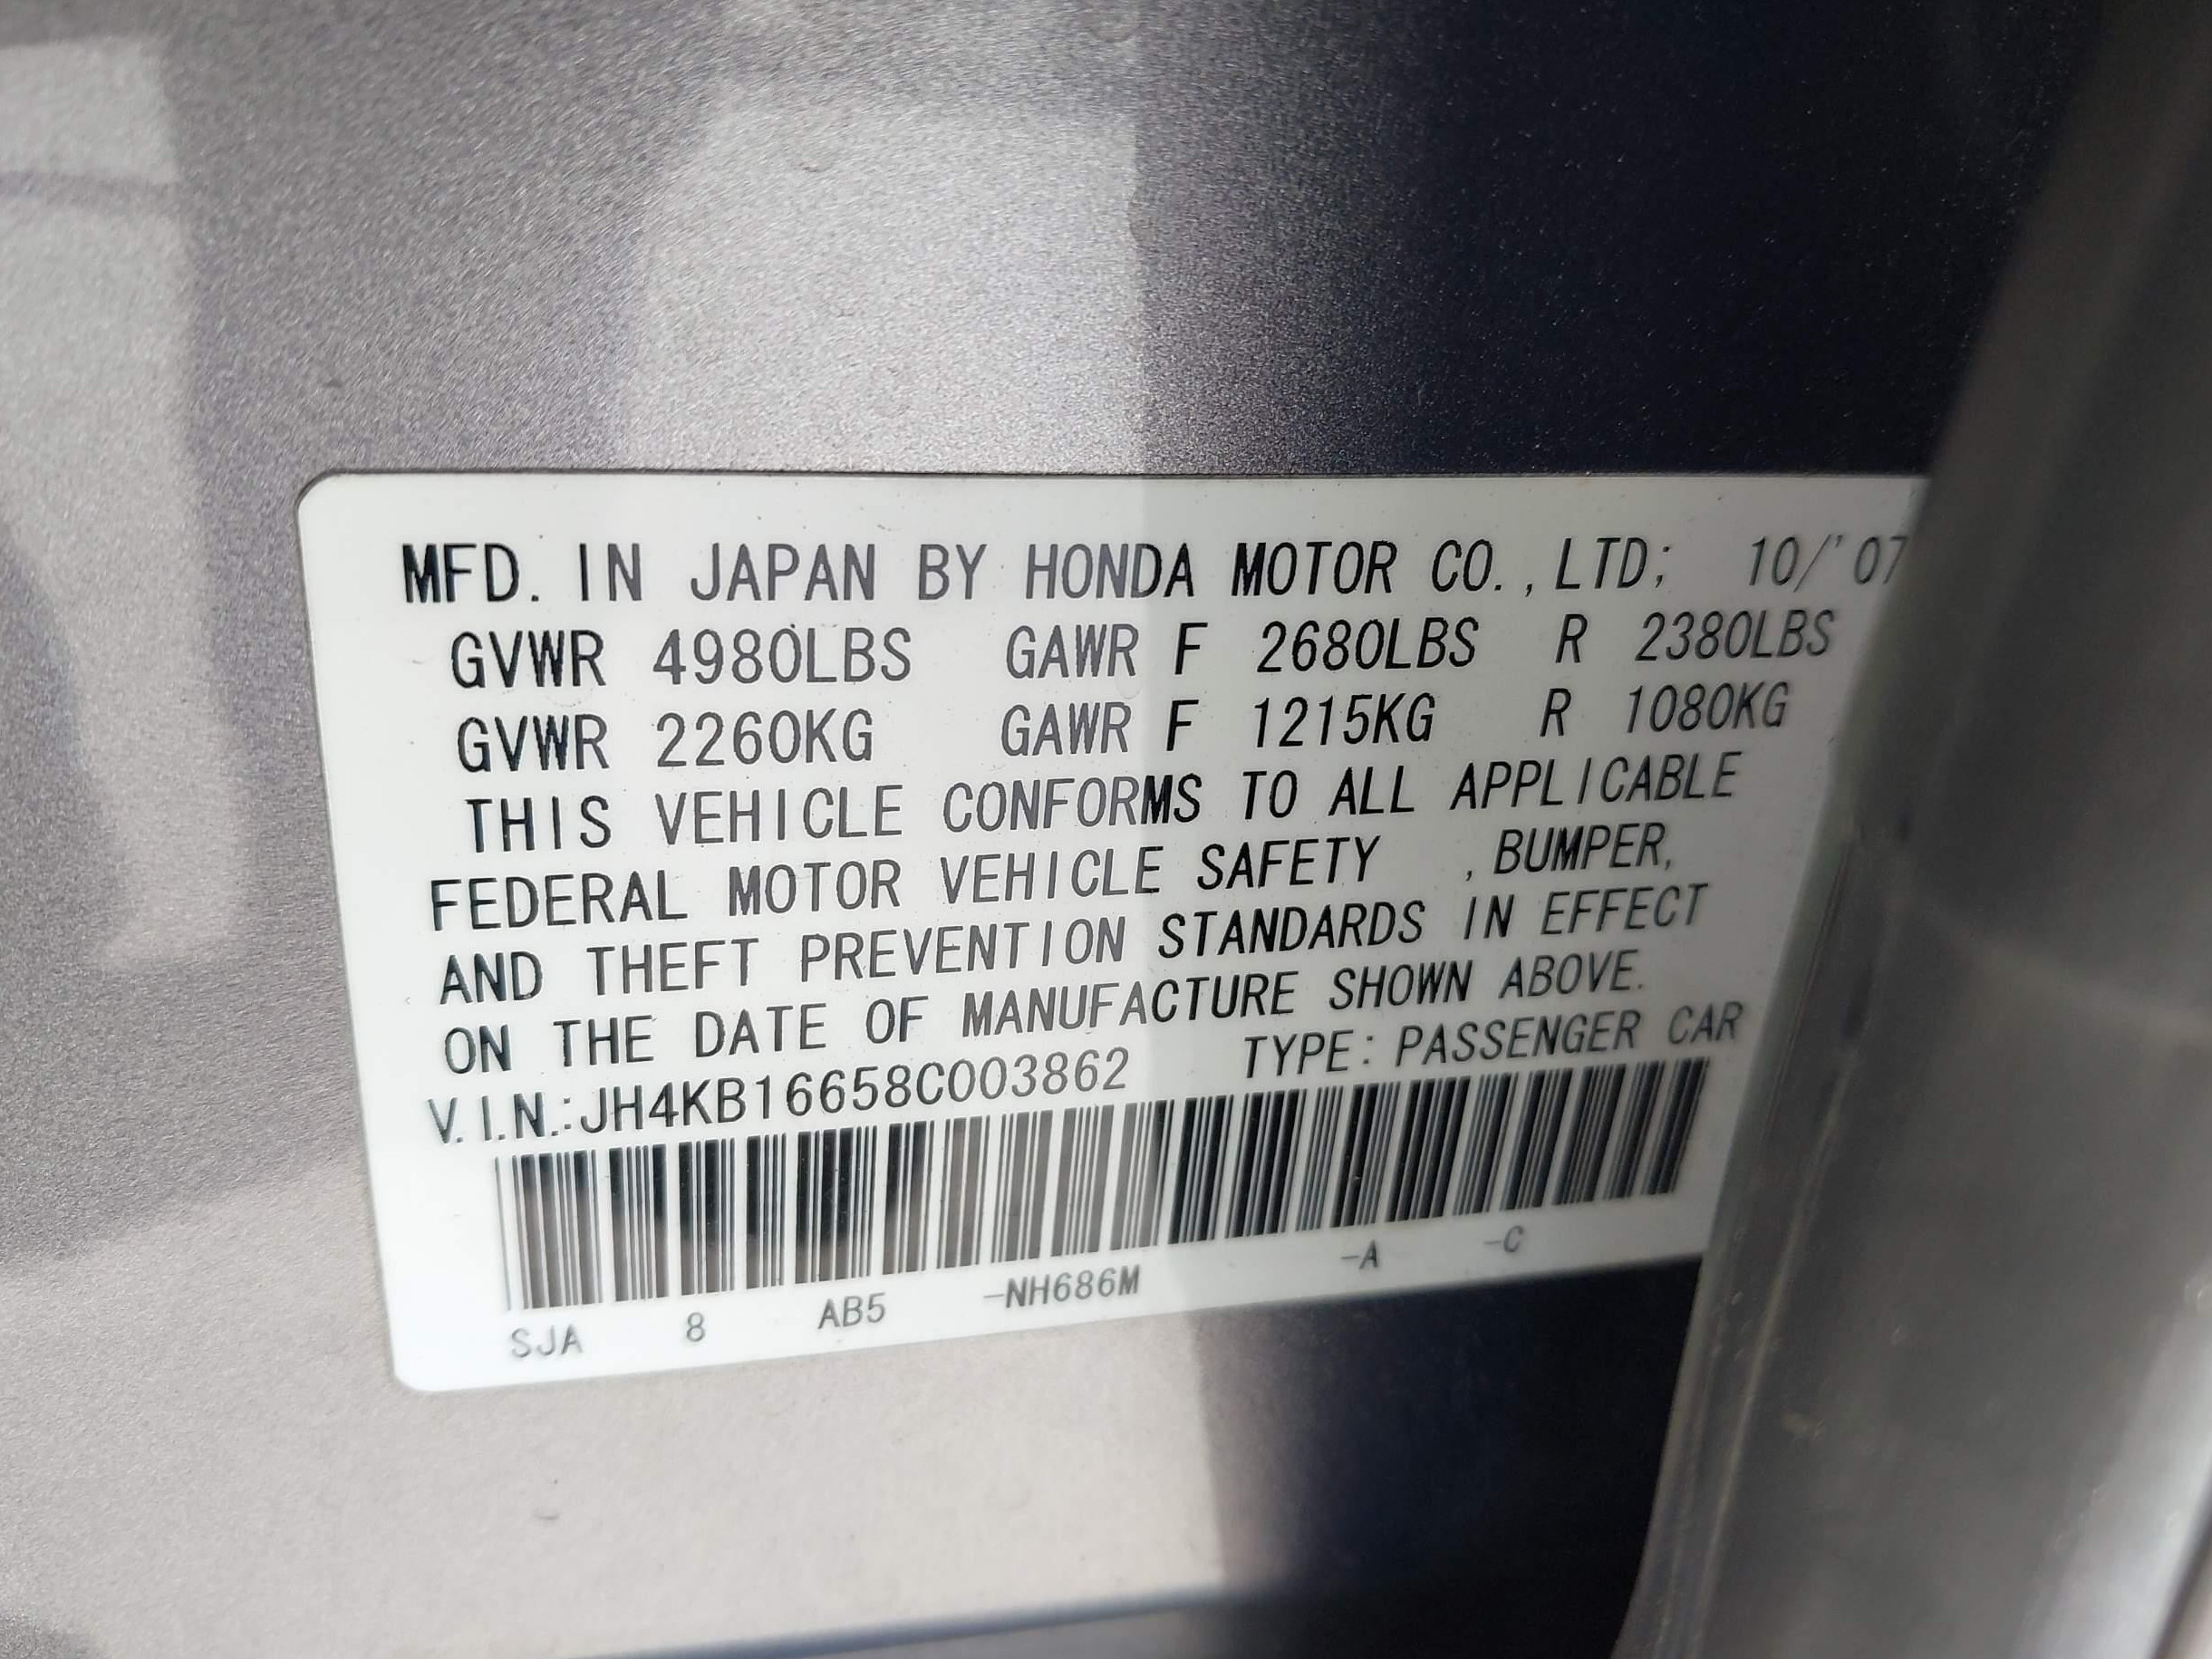 MFD. IN JAPAN BY HONDA MOTOR CO.,LTD; 10/'07
GVWR 4980LBS GAWR F 2680LBS R 2380LBS
GVWR 2260KG GAWR F 1215KG R 1080KG
THIS VEHICLE CONFORMS TO ALL APPLICABLE
FEDERAL MOTOR VEHICLE SAFETY , BUMPER,
AND THEFT PREVENTION STANDARDS IN EFFECT
ON THE DATE OF MANUFACTURE SHOWN ABOVE.
V.I.N.:JH4KB16658C003862 TYPE:PASSENGER CAR
SJA 8 AB5 -NH686M -A -C